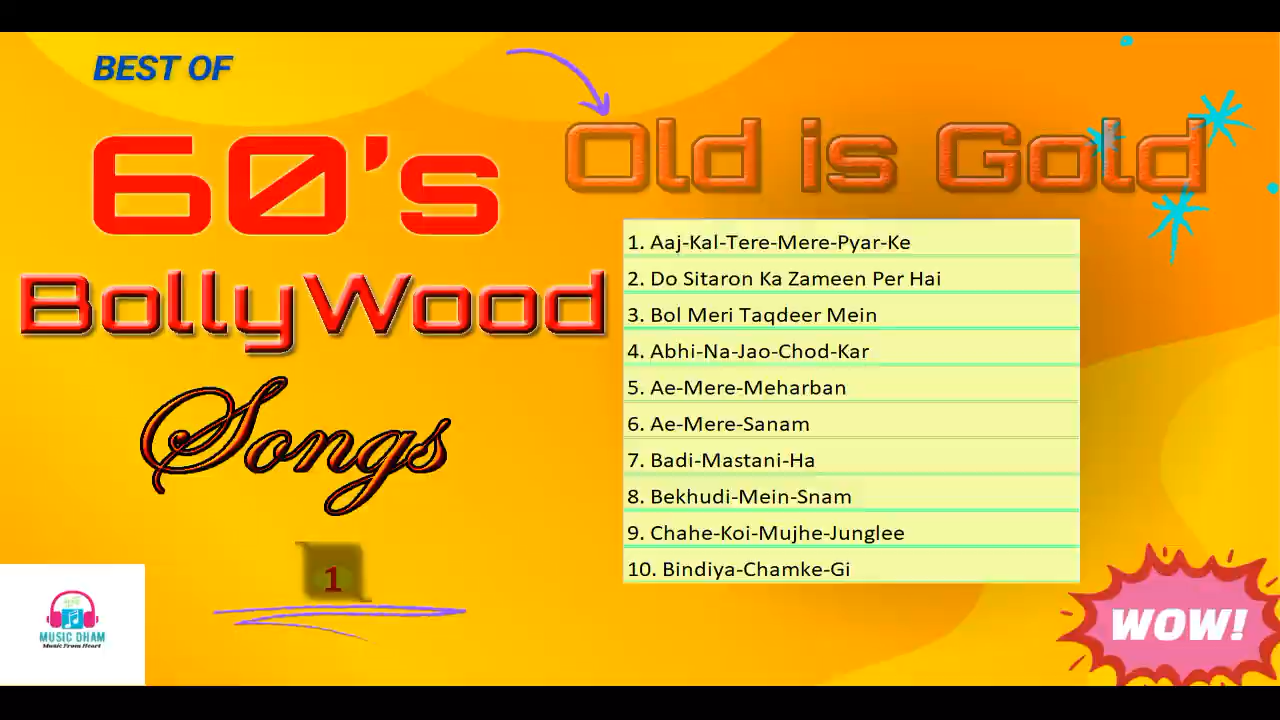 BEST OF
60's
BollyWood
Songs
1
Old is Gold
1. Aaj-Kal-Tere-Mere-Pyar-Ke
2. Do Sitaron Ka Zameen Per Hai
3. Bol Meri Taqdeer Mein
4. Abhi-Na-Jao-Chod-Kar
5. Ae-Mere-Meharban
6. Ae-Mere-Sanam
7. Badi-Mastani-Ha
8. Bekhudi-Mein-Snam
9. Chahe-Koi-Mujhe-Junglee
10. Bindiya-Chamke-Gi
MUSIC DHAM
Music From Heart
WOW!